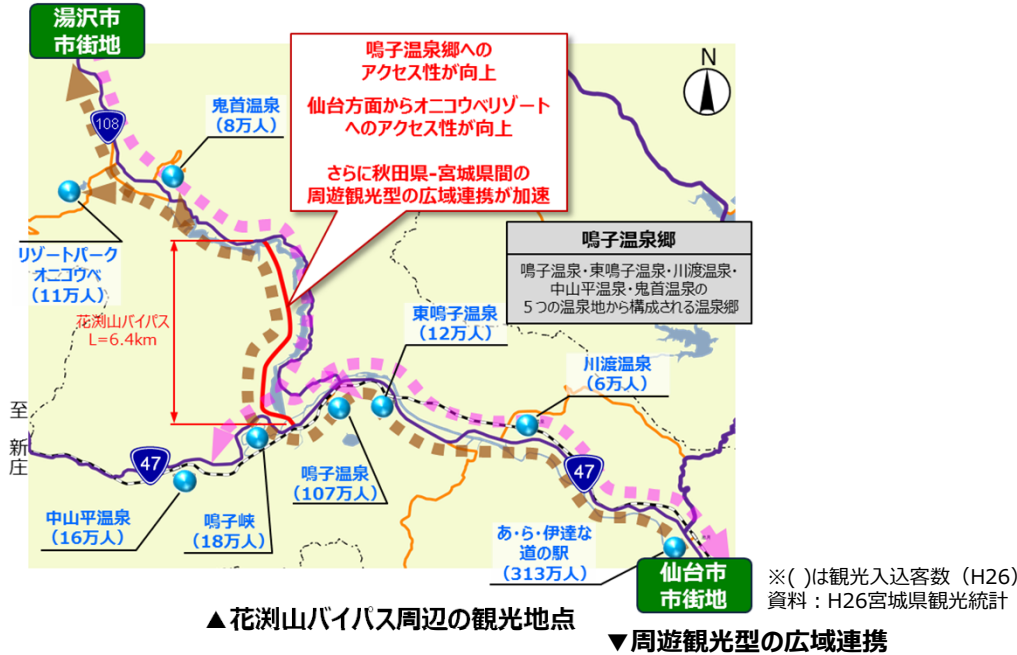 湯沢市
市街地
鳴子温泉郷への
アクセス性が向上
仙台方面からオニコウベリゾート
へのアクセス性が向上
さらに秋田県-宮城県間の
周遊観光型の広域連携が加速
N
108
鬼首温泉
（8万人）
リゾートパーク
オニコウベ
（11万人）
花渕山バイパス
L=6.4km
鳴子温泉郷
鳴子温泉・東鳴子温泉・川渡温泉・
中山平温泉・鬼首温泉の
５つの温泉地から構成される温泉郷
東鳴子温泉
（12万人）
川渡温泉
（6万人）
至 新庄
47
47
中山平温泉
（16万人）
鳴子峡
（18万人）
鳴子温泉
（107万人）
あ・ら・伊達な
道の駅
（313万人）
仙台市
市街地
※( )は観光入込客数（H26）
資料：H26宮城県観光統計
▲花渕山バイパス周辺の観光地点
▼周遊観光型の広域連携